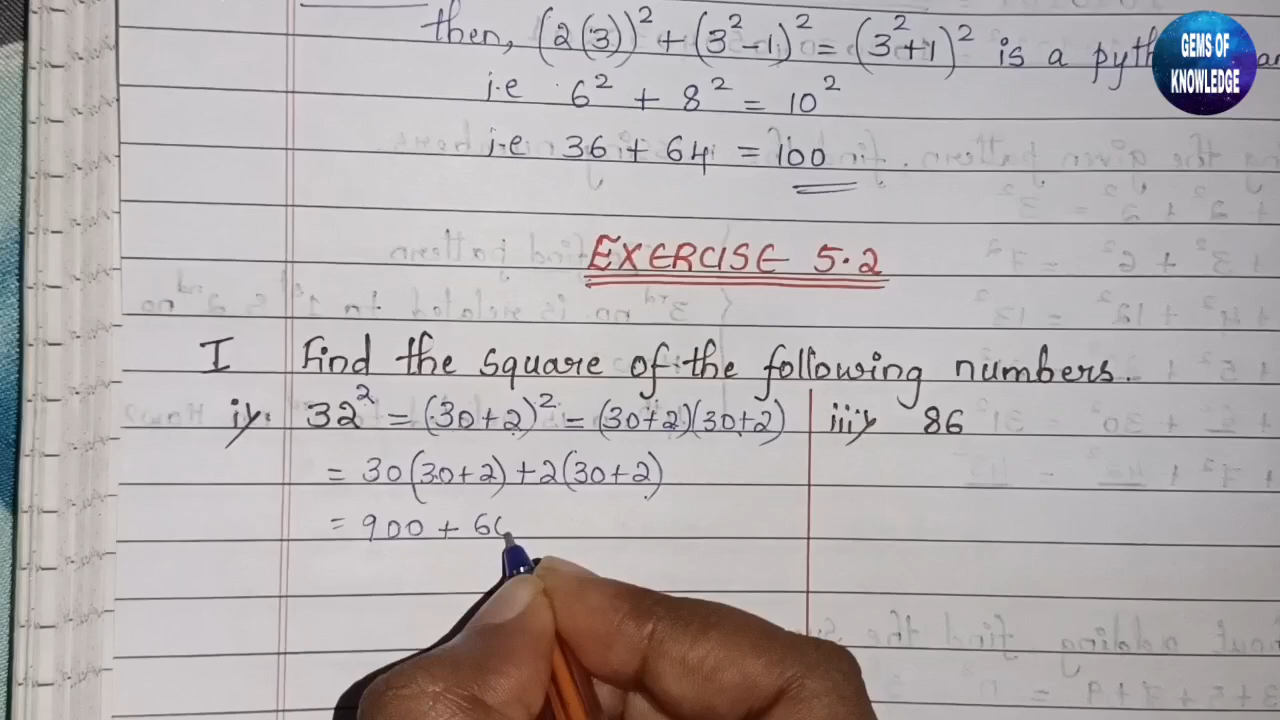 then, (2(3))² + (3²-1)² = (3²+1)² is a
i.e 6² + 8² = 10²
i.e 36 + 64 = 100
EXERCISE 5.2
I Find the square of the following numbers.
i) 32² = (30+2)² = (30+2)(30+2)
= 30(30+2) + 2(30+2)
= 900 + 60
iii) 86
GEMS OF
KNOWLEDGE